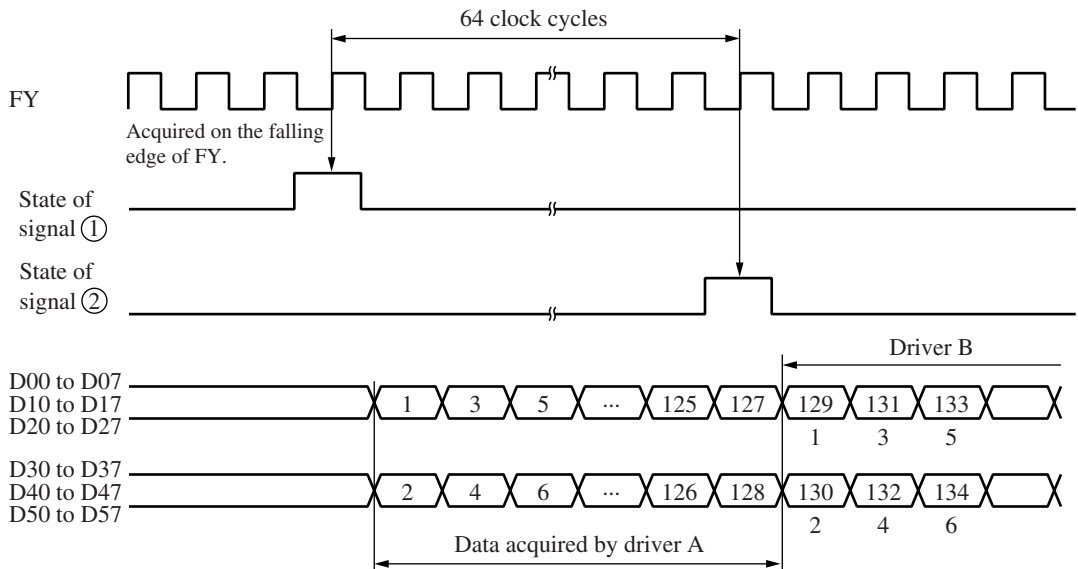 64 clock cycles
FY
Acquired on the falling
edge of FY.
State of
signal ①
State of
signal ②
Driver B
D00 to D07
D10 to D17
D20 to D27
1 3 5 ... 125 127 129 131 133
1 3 5
D30 to D37
D40 to D47
D50 to D57
2 4 6 ... 126 128 130 132 134
2 4 6
Data acquired by driver A